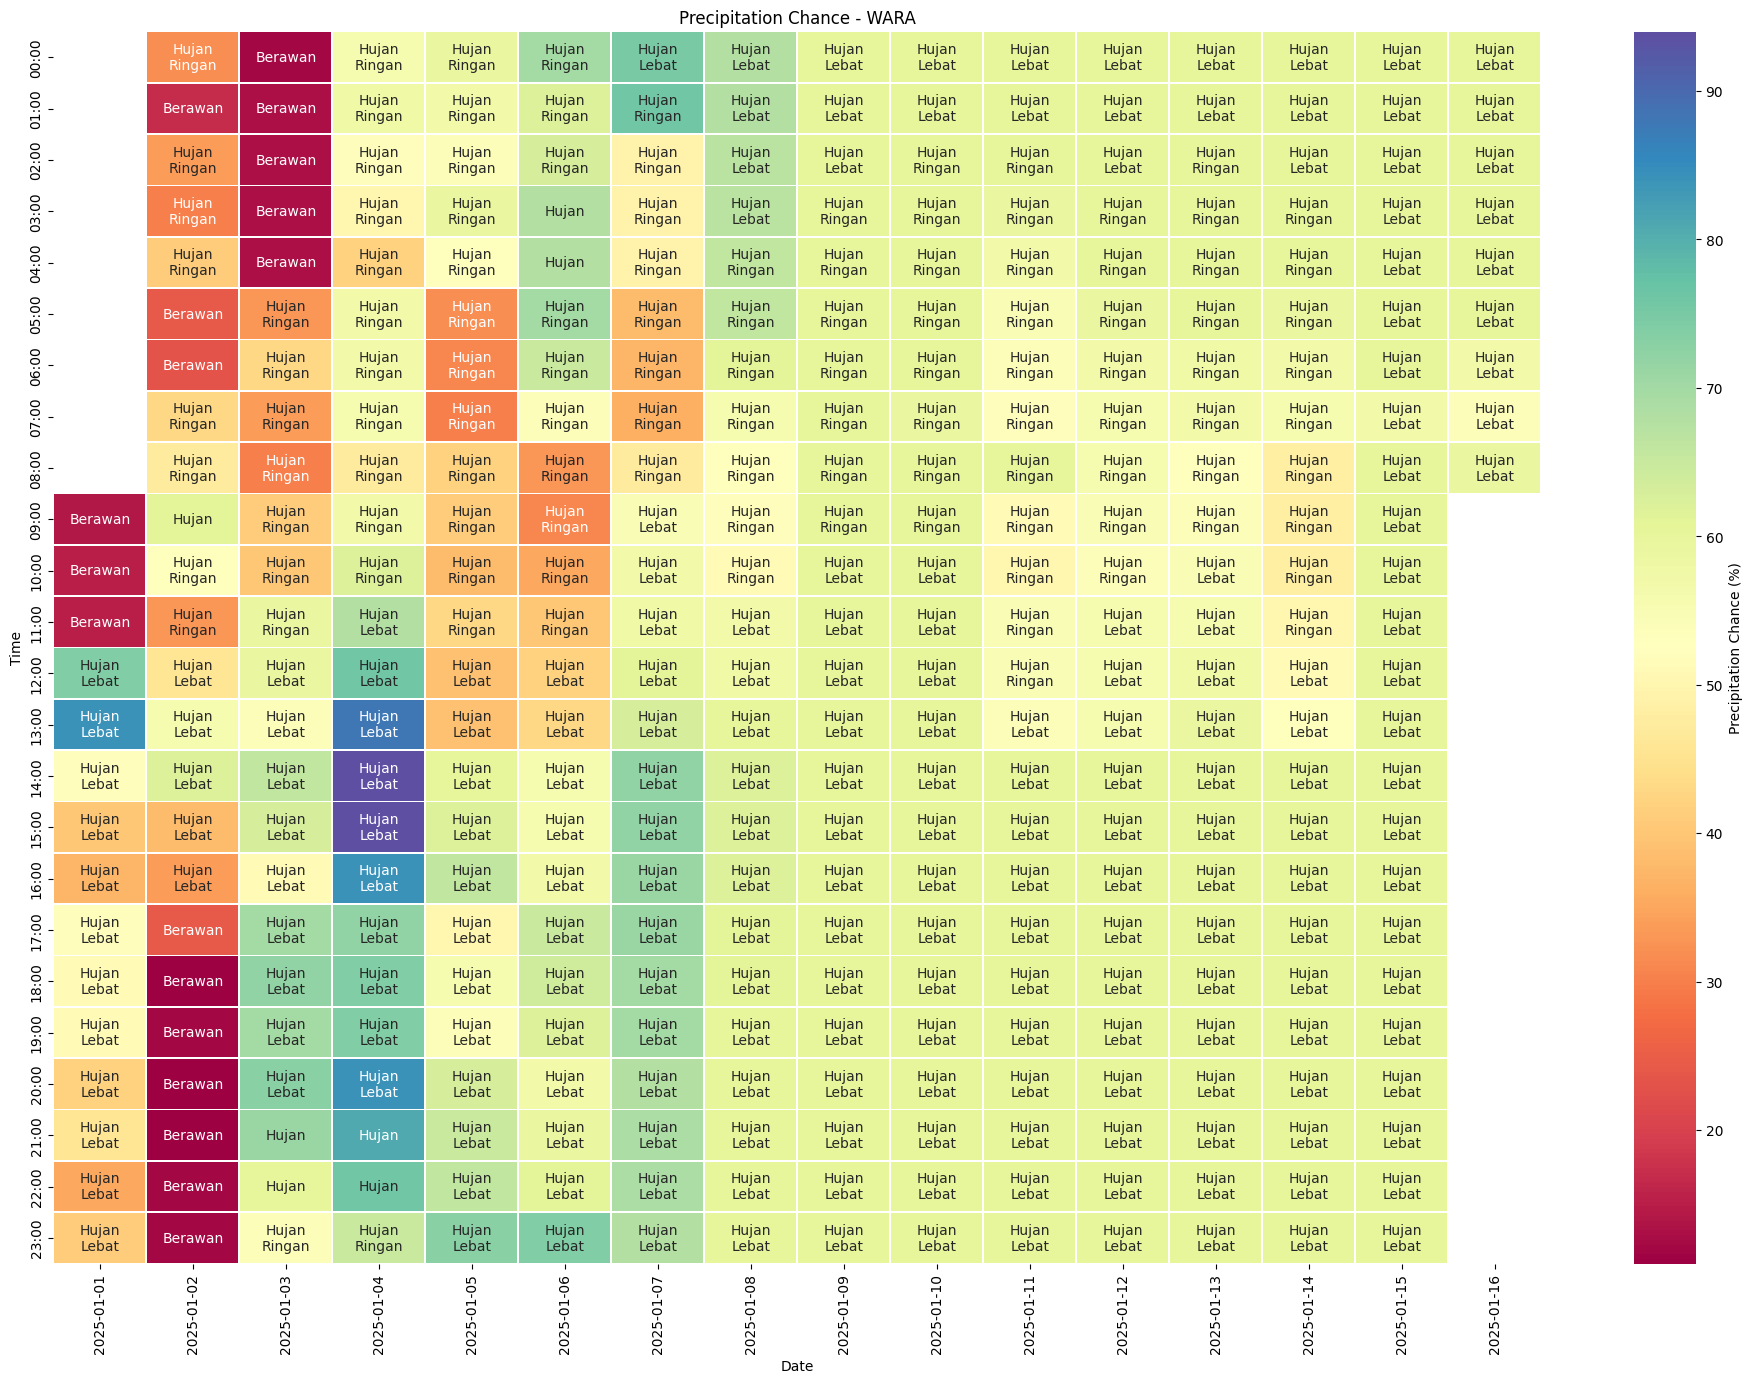 Precipitation Chance - WARA
00:00 Hujan Ringan Berawan Hujan Ringan Hujan Ringan Hujan Ringan Hujan Lebat Hujan Lebat Hujan Lebat Hujan Lebat Hujan Lebat Hujan Lebat Hujan Lebat Hujan Lebat Hujan Lebat Hujan Lebat
01:00 Berawan Berawan Hujan Ringan Hujan Ringan Hujan Ringan Hujan Ringan Hujan Lebat Hujan Lebat Hujan Lebat Hujan Lebat Hujan Lebat Hujan Lebat Hujan Lebat Hujan Lebat Hujan Lebat
02:00 Hujan Ringan Berawan Hujan Ringan Hujan Ringan Hujan Ringan Hujan Ringan Hujan Lebat Hujan Lebat Hujan Ringan Hujan Ringan Hujan Lebat Hujan Ringan Hujan Lebat Hujan Lebat Hujan Lebat
03:00 Hujan Ringan Berawan Hujan Ringan Hujan Ringan Hujan Hujan Ringan Hujan Lebat Hujan Ringan Hujan Ringan Hujan Ringan Hujan Ringan Hujan Ringan Hujan Ringan Hujan Lebat Hujan Lebat
04:00 Hujan Ringan Berawan Hujan Ringan Hujan Ringan Hujan Hujan Ringan Hujan Ringan Hujan Ringan Hujan Ringan Hujan Ringan Hujan Ringan Hujan Ringan Hujan Ringan Hujan Lebat Hujan Lebat
05:00 Berawan Hujan Ringan Hujan Ringan Hujan Ringan Hujan Ringan Hujan Ringan Hujan Ringan Hujan Ringan Hujan Ringan Hujan Ringan Hujan Ringan Hujan Ringan Hujan Ringan Hujan Lebat Hujan Lebat
06:00 Berawan Hujan Ringan Hujan Ringan Hujan Ringan Hujan Ringan Hujan Ringan Hujan Ringan Hujan Ringan Hujan Ringan Hujan Ringan Hujan Ringan Hujan Ringan Hujan Ringan Hujan Lebat Hujan Lebat
07:00 Hujan Ringan Hujan Ringan Hujan Ringan Hujan Ringan Hujan Ringan Hujan Ringan Hujan Ringan Hujan Ringan Hujan Ringan Hujan Ringan Hujan Ringan Hujan Ringan Hujan Ringan Hujan Lebat Hujan Lebat
08:00 Hujan Ringan Hujan Ringan Hujan Ringan Hujan Ringan Hujan Ringan Hujan Ringan Hujan Ringan Hujan Ringan Hujan Ringan Hujan Ringan Hujan Ringan Hujan Ringan Hujan Ringan Hujan Lebat Hujan Lebat
09:00 Berawan Hujan Hujan Ringan Hujan Ringan Hujan Ringan Hujan Ringan Hujan Lebat Hujan Ringan Hujan Ringan Hujan Ringan Hujan Ringan Hujan Ringan Hujan Ringan Hujan Ringan Hujan Lebat
10:00 Berawan Hujan Ringan Hujan Ringan Hujan Ringan Hujan Ringan Hujan Ringan Hujan Lebat Hujan Ringan Hujan Lebat Hujan Lebat Hujan Ringan Hujan Ringan Hujan Lebat Hujan Ringan Hujan Lebat
11:00 Berawan Hujan Ringan Hujan Ringan Hujan Lebat Hujan Ringan Hujan Ringan Hujan Lebat Hujan Lebat Hujan Lebat Hujan Lebat Hujan Ringan Hujan Lebat Hujan Lebat Hujan Ringan Hujan Lebat
12:00 Hujan Lebat Hujan Lebat Hujan Lebat Hujan Lebat Hujan Lebat Hujan Lebat Hujan Lebat Hujan Lebat Hujan Lebat Hujan Lebat Hujan Ringan Hujan Lebat Hujan Lebat Hujan Lebat Hujan Lebat
13:00 Hujan Lebat Hujan Lebat Hujan Lebat Hujan Lebat Hujan Lebat Hujan Lebat Hujan Lebat Hujan Lebat Hujan Lebat Hujan Lebat Hujan Lebat Hujan Lebat Hujan Lebat Hujan Lebat Hujan Lebat
14:00 Hujan Lebat Hujan Lebat Hujan Lebat Hujan Lebat Hujan Lebat Hujan Lebat Hujan Lebat Hujan Lebat Hujan Lebat Hujan Lebat Hujan Lebat Hujan Lebat Hujan Lebat Hujan Lebat Hujan Lebat
15:00 Hujan Lebat Hujan Lebat Hujan Lebat Hujan Lebat Hujan Lebat Hujan Lebat Hujan Lebat Hujan Lebat Hujan Lebat Hujan Lebat Hujan Lebat Hujan Lebat Hujan Lebat Hujan Lebat Hujan Lebat
16:00 Hujan Lebat Hujan Lebat Hujan Lebat Hujan Lebat Hujan Lebat Hujan Lebat Hujan Lebat Hujan Lebat Hujan Lebat Hujan Lebat Hujan Lebat Hujan Lebat Hujan Lebat Hujan Lebat Hujan Lebat
17:00 Hujan Lebat Berawan Hujan Lebat Hujan Lebat Hujan Lebat Hujan Lebat Hujan Lebat Hujan Lebat Hujan Lebat Hujan Lebat Hujan Lebat Hujan Lebat Hujan Lebat Hujan Lebat Hujan Lebat
18:00 Hujan Lebat Berawan Hujan Lebat Hujan Lebat Hujan Lebat Hujan Lebat Hujan Lebat Hujan Lebat Hujan Lebat Hujan Lebat Hujan Lebat Hujan Lebat Hujan Lebat Hujan Lebat Hujan Lebat
19:00 Hujan Lebat Berawan Hujan Lebat Hujan Lebat Hujan Lebat Hujan Lebat Hujan Lebat Hujan Lebat Hujan Lebat Hujan Lebat Hujan Lebat Hujan Lebat Hujan Lebat Hujan Lebat Hujan Lebat
20:00 Hujan Lebat Berawan Hujan Lebat Hujan Lebat Hujan Lebat Hujan Lebat Hujan Lebat Hujan Lebat Hujan Lebat Hujan Lebat Hujan Lebat Hujan Lebat Hujan Lebat Hujan Lebat Hujan Lebat
21:00 Hujan Lebat Berawan Hujan Hujan Hujan Lebat Hujan Lebat Hujan Lebat Hujan Lebat Hujan Lebat Hujan Lebat Hujan Lebat Hujan Lebat Hujan Lebat Hujan Lebat Hujan Lebat
22:00 Hujan Lebat Berawan Hujan Hujan Hujan Lebat Hujan Lebat Hujan Lebat Hujan Lebat Hujan Lebat Hujan Lebat Hujan Lebat Hujan Lebat Hujan Lebat Hujan Lebat Hujan Lebat
23:00 Hujan Lebat Berawan Hujan Ringan Hujan Ringan Hujan Lebat Hujan Lebat Hujan Lebat Hujan Lebat Hujan Lebat Hujan Lebat Hujan Lebat Hujan Lebat Hujan Lebat Hujan Lebat Hujan Lebat
Time
2025-01-01 2025-01-02 2025-01-03 2025-01-04 2025-01-05 2025-01-06 2025-01-07 2025-01-08 2025-01-09 2025-01-10 2025-01-11 2025-01-12 2025-01-13 2025-01-14 2025-01-15 2025-01-16
Date
90
80
70
60
50
40
30
20
Precipitation Chance (%)